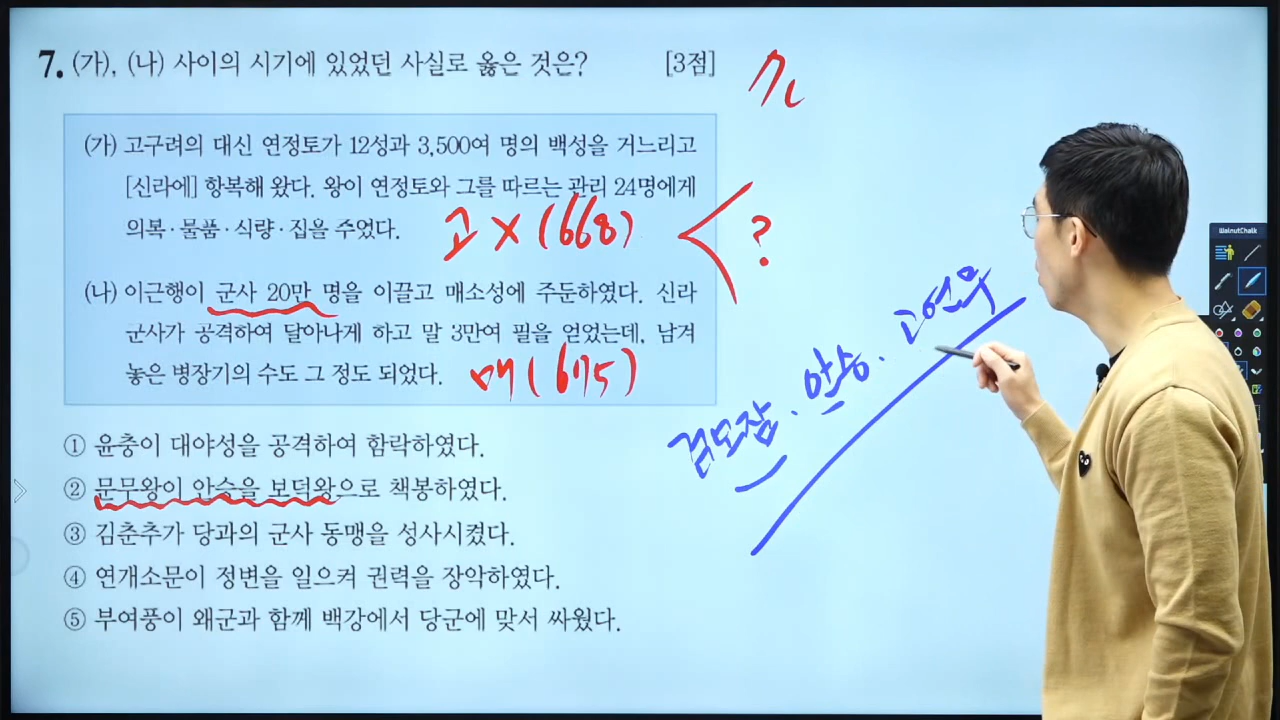 7. (가), (나) 사이의 시기에 있었던 사실로 옳은 것은? [3점]
(가) 고구려의 대신 연정토가 12성과 3,500여 명의 백성을 거느리고
[신라에] 항복해 왔다. 왕이 연정토와 그를 따르는 관리 24명에게
의복·물품·식량·집을 주었다.
고 X (668)
?
(나) 이근행이 군사 20만 명을 이끌고 매소성에 주둔하였다. 신라
군사가 공격하여 달아나게 하고 말 3만여 필을 얻었는데, 남겨
놓은 병장기의 수도 그 정도 되었다.
매 (675)
① 윤충이 대야성을 공격하여 함락하였다.
② 문무왕이 안승을 보덕왕으로 책봉하였다.
③ 김춘추가 당과의 군사 동맹을 성사시켰다.
④ 연개소문이 정변을 일으켜 권력을 장악하였다.
⑤ 부여풍이 왜군과 함께 백강에서 당군에 맞서 싸웠다.
검모잠. 안승. 고연무
WalnutChalk